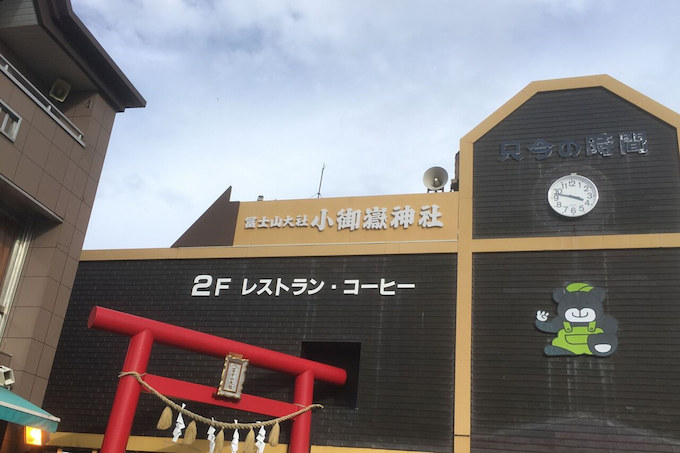 只今の時間
冨士山大社 小御嶽神社
2F レストラン・コーヒー